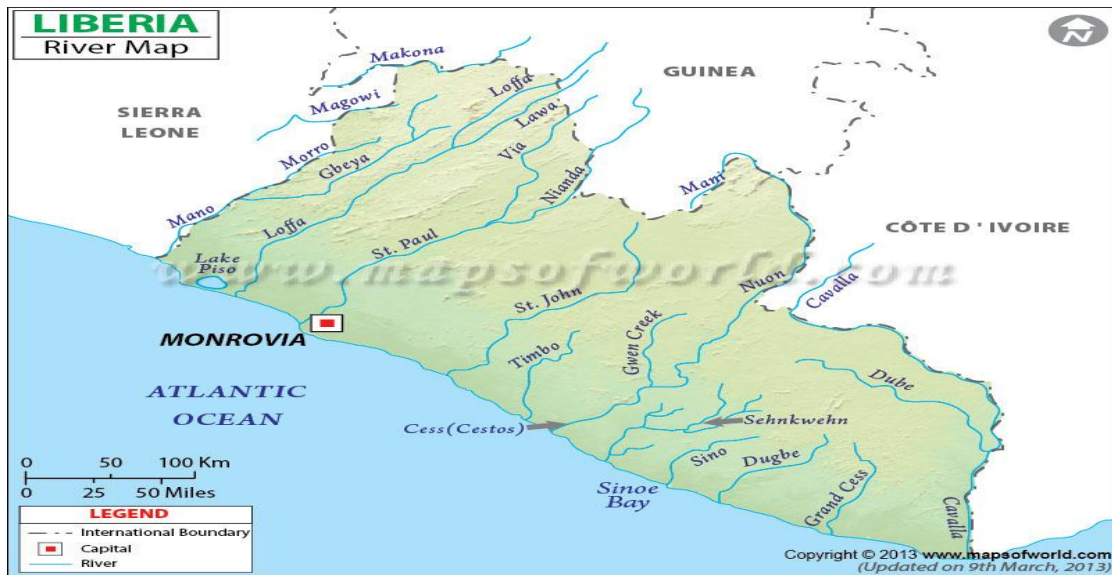 LIBERIA
River Map
N
Makona
GUINEA
SIERRA
LEONE
Magowi
Loffa
Lawa
Via
Morro
Gbeya
Nianda
Mani
Mano
Loffa
St. Paul
CÔTE D ' IVOIRE
Lake
Piso
www.mapsofworld.com
Nuon
Cavalla
St. John
MONROVIA
Timbo
Gwen Creek
Dube
ATLANTIC
OCEAN
Cess (Cestos)
Sehnkwehn
Sino
Dugbe
Sinoe
Bay
Grand Cess
Cavalla
0 50 100 Km
0 25 50 Miles
LEGEND
International Boundary
Capital
River
Copyright © 2013 www.mapsofworld.com
(Updated on 9th March, 2013)